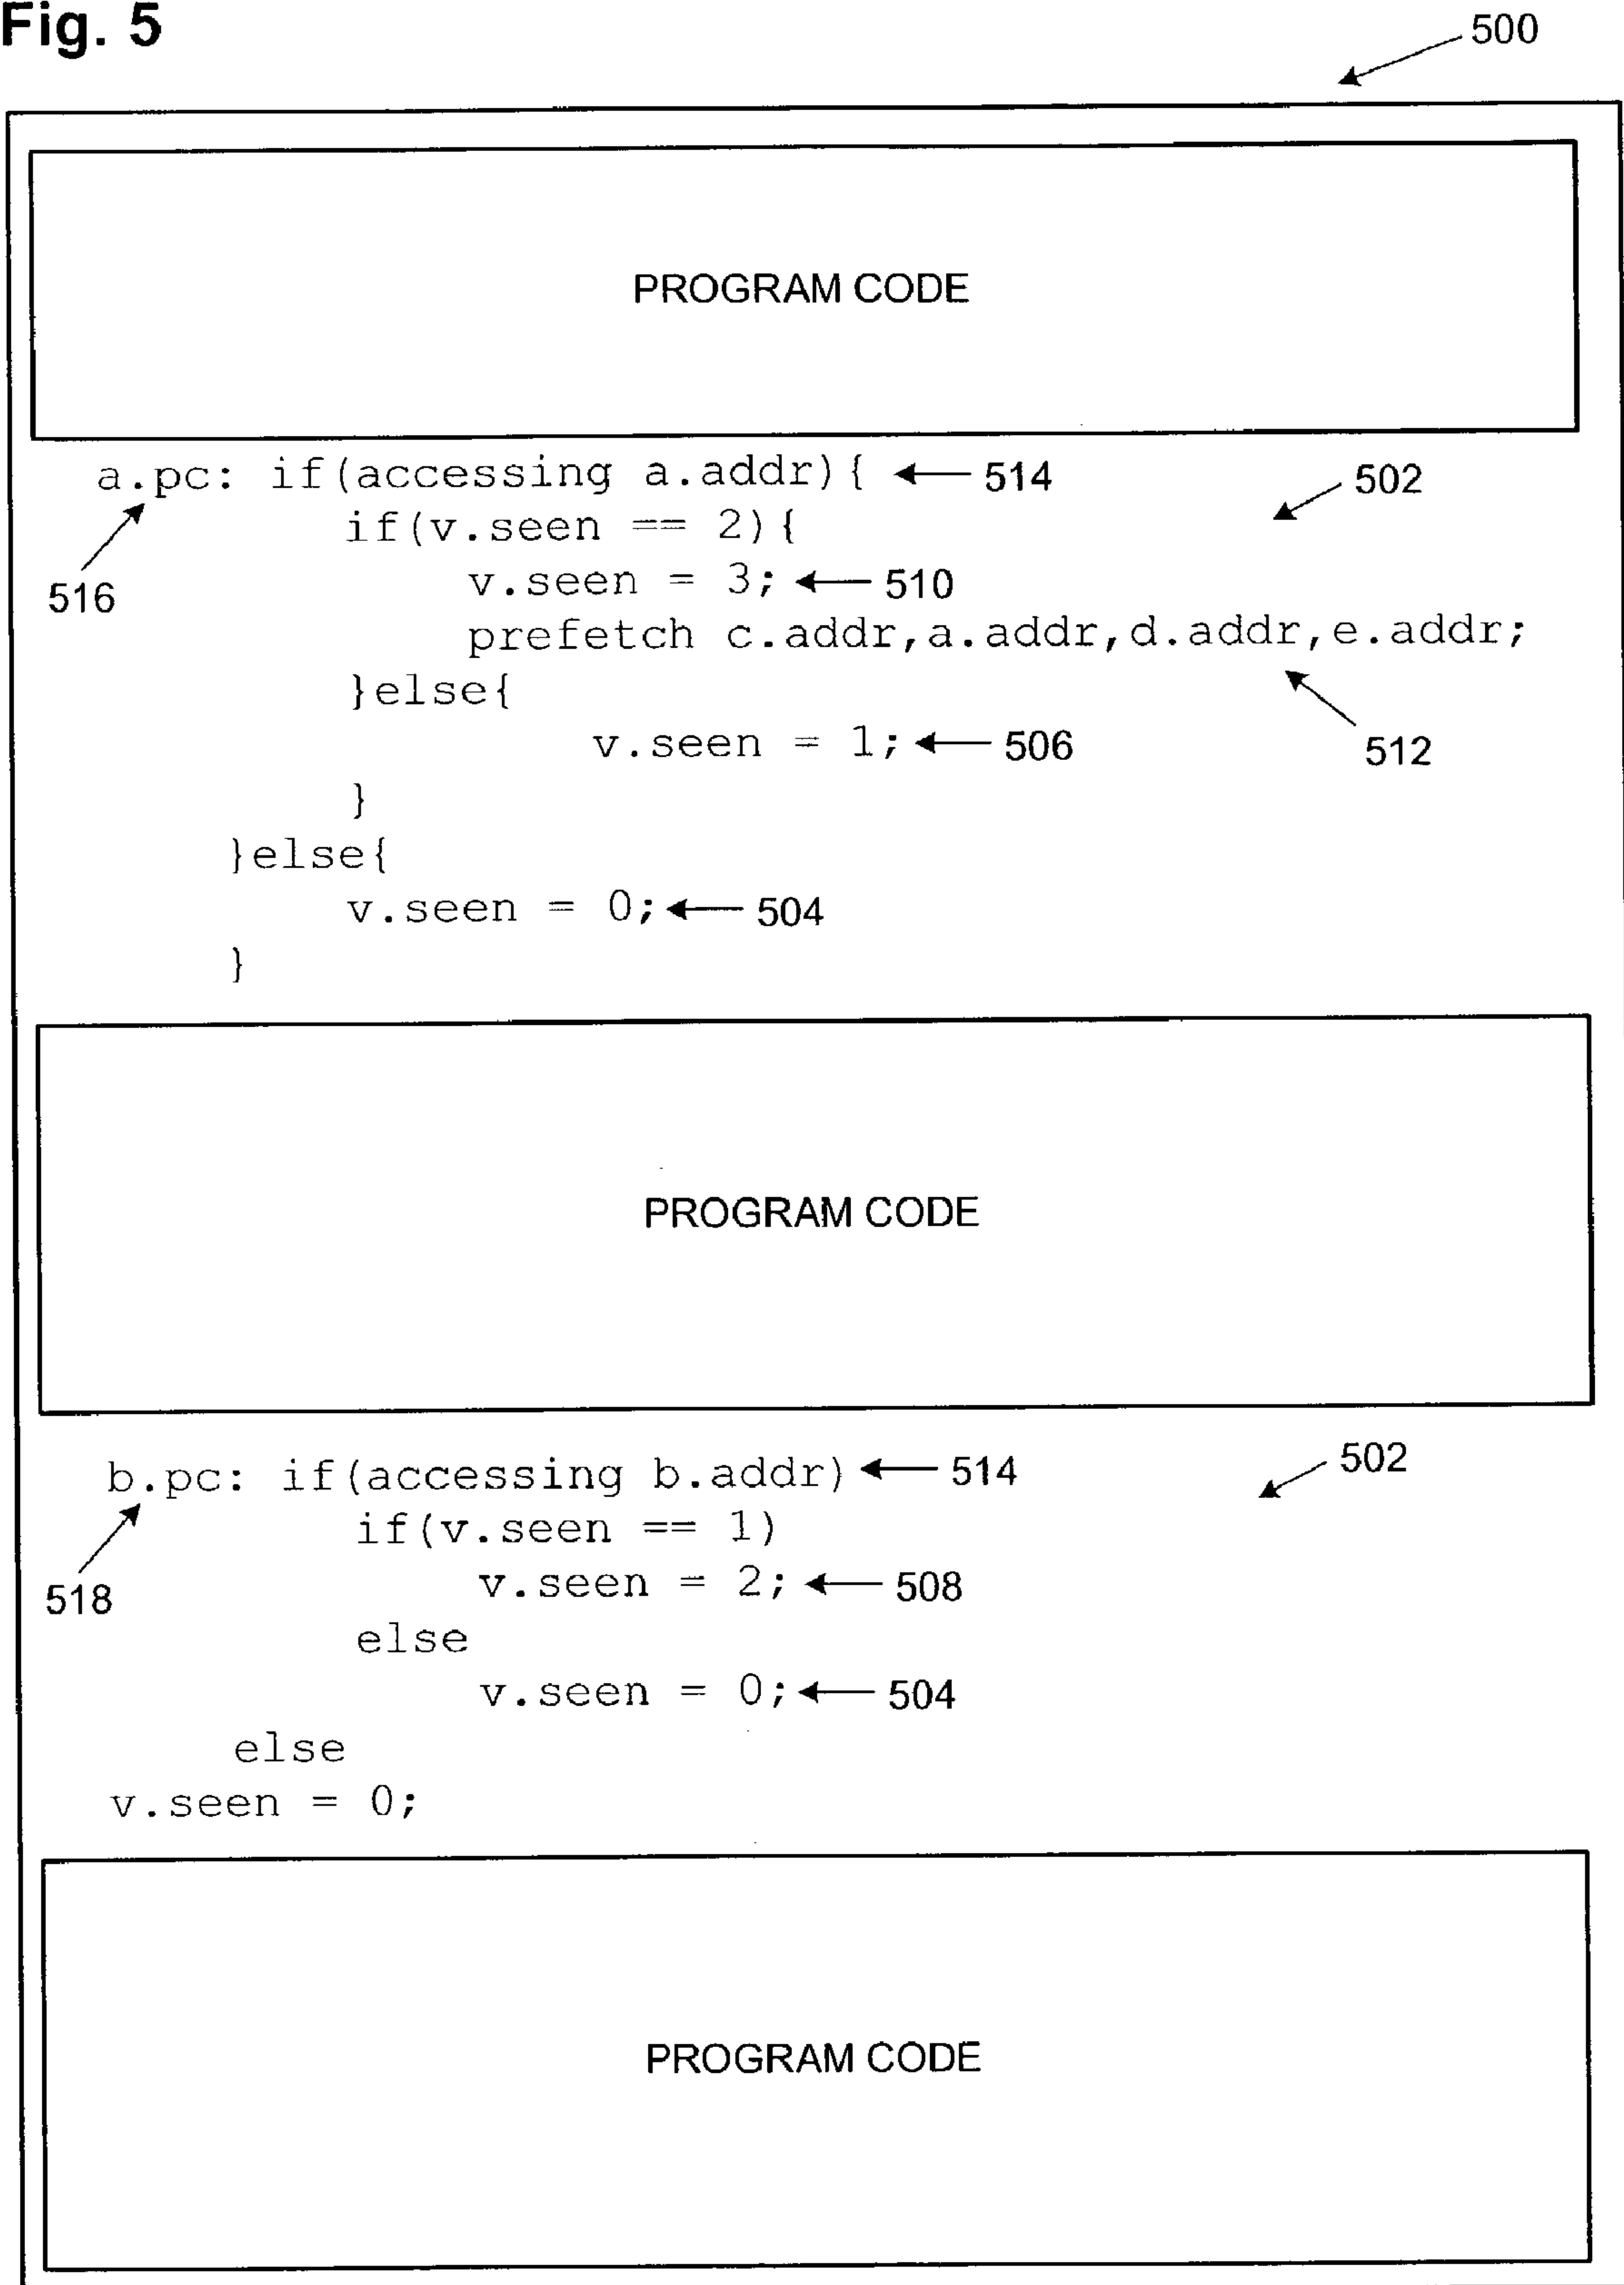 Fig. 5
500
PROGRAM CODE
a.pc: if(accessing a.addr){ 514
502
if(v.seen == 2){
516
v.seen = 3; 510
prefetch c.addr,a.addr,d.addr,e.addr;
}else{
512
v.seen = 1; 506
}
}else{
v.seen = 0; 504
}
PROGRAM CODE
b.pc: if(accessing b.addr) 514
502
if(v.seen == 1)
518
v.seen = 2; 508
else
v.seen = 0; 504
else
v.seen = 0;
PROGRAM CODE